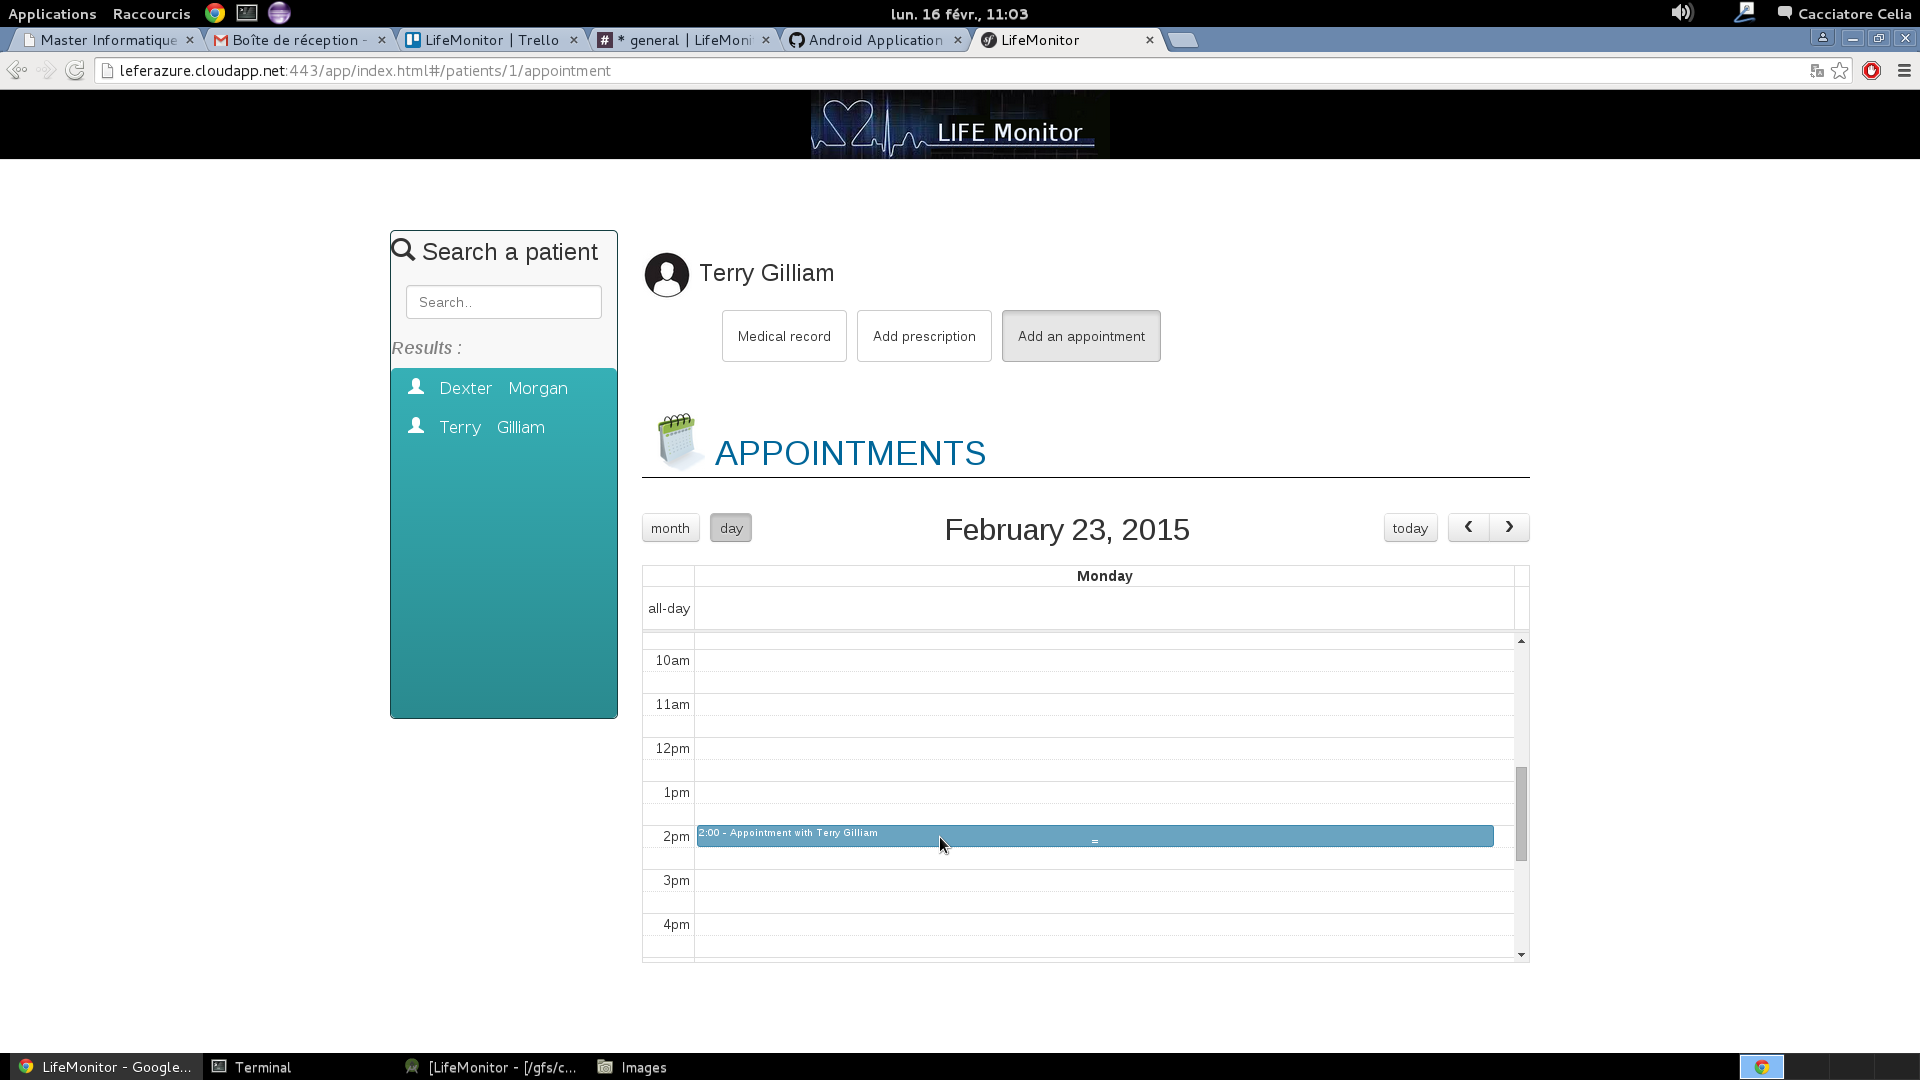 Applications Raccourcis lun. 16 févr., 11:03 Cacciatore Celia
Master Informatique Boîte de réception - LifeMonitor | Trello * general | LifeMoni Android Application LifeMonitor
leferazure.cloudapp.net:443/app/index.html#/patients/1/appointment
LIFE Monitor
Search a patient
Search..
Results :
Dexter Morgan
Terry Gilliam
Terry Gilliam
Medical record Add prescription Add an appointment
APPOINTMENTS
month day February 23, 2015 today
Monday
all-day
10am
11am
12pm
1pm
2pm 2:00 - Appointment with Terry Gilliam
3pm
4pm
LifeMonitor - Google... Terminal [LifeMonitor - [/gfs/c... Images